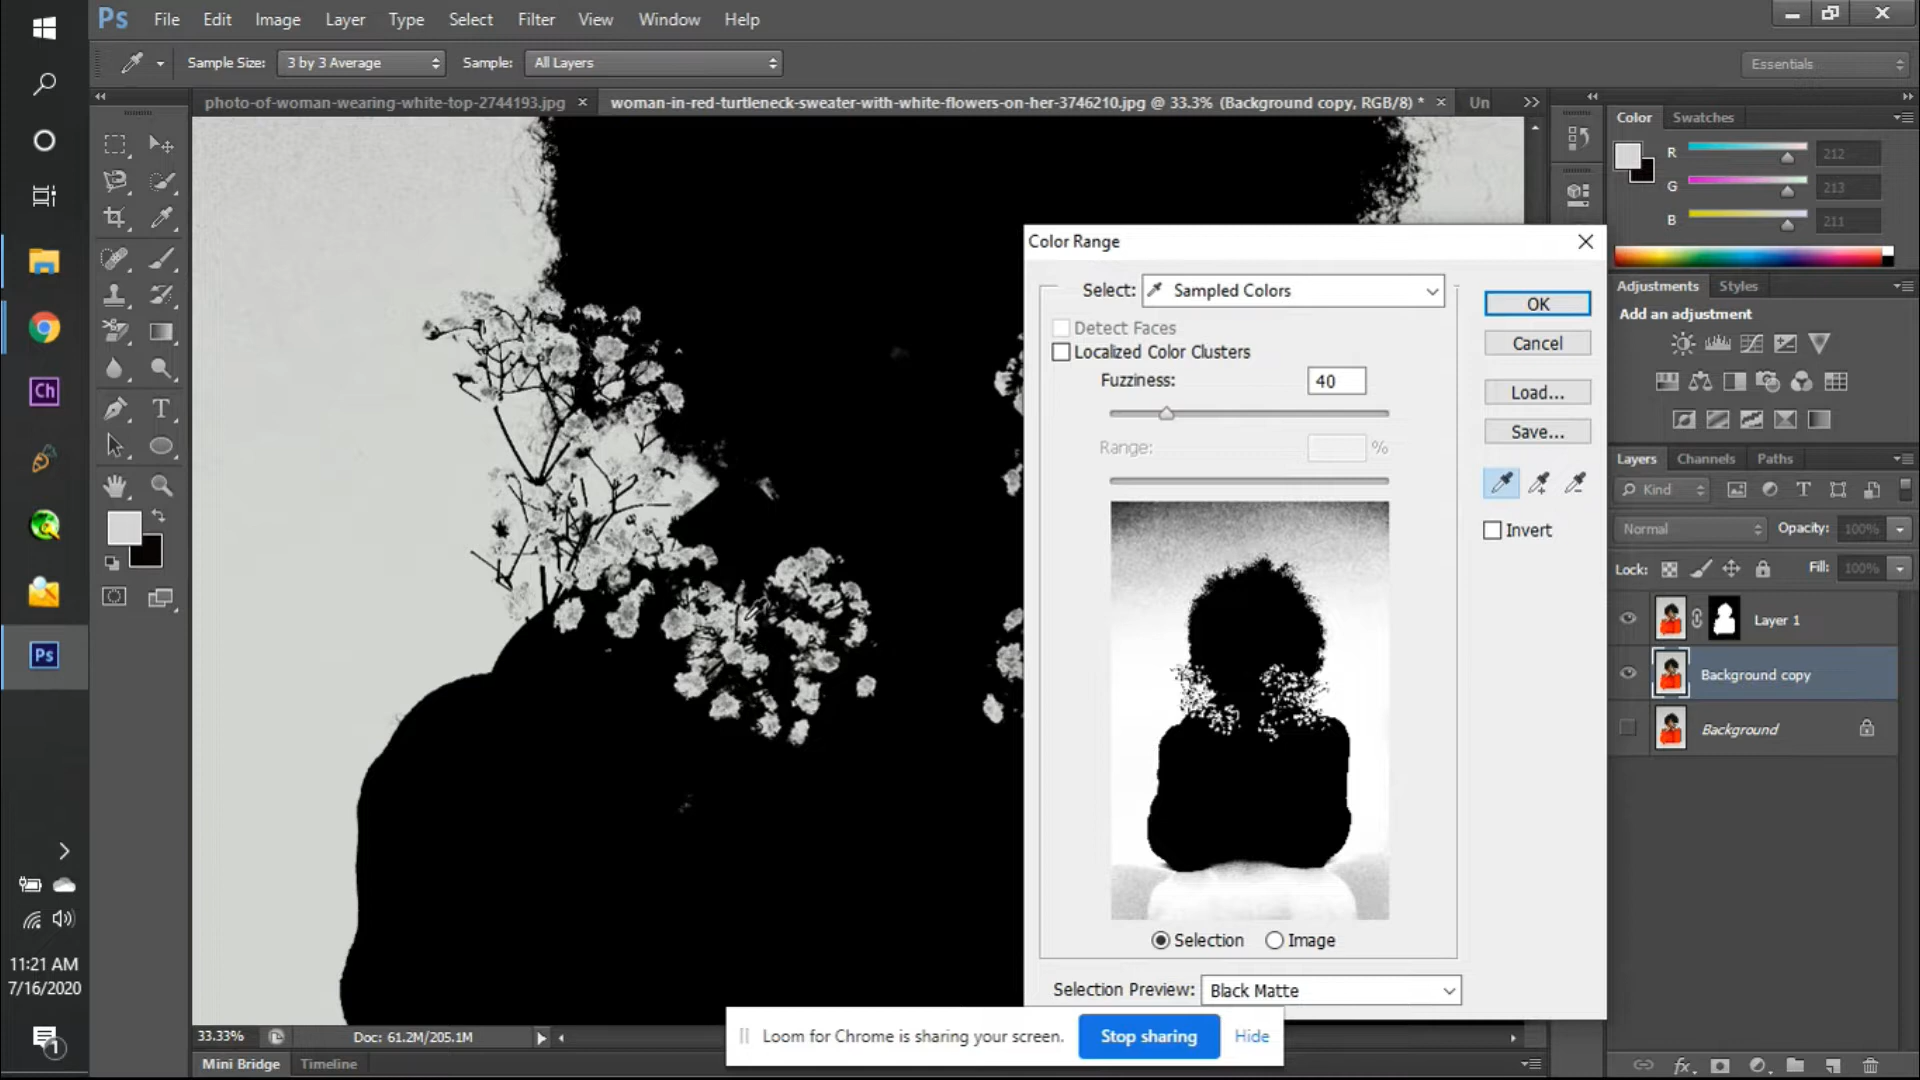 Ps File Edit Image Layer Type Select Filter View Window Help
Sample Size: 3 by 3 Average Sample: All Layers Essentials
photo-of-woman-wearing-white-top-2744193.jpg × woman-in-red-turtleneck-sweater-with-white-flowers-on-her-3746210.jpg @ 33.3% (Background copy, RGB/8) * × Un
Color Swatches
R 212
G 213
B 211
Color Range
Select: Sampled Colors
OK
Detect Faces
Cancel
Localized Color Clusters
Fuzziness: 40
Load...
Range: %
Save...
Invert
Selection Image
Selection Preview: Black Matte
Adjustments Styles
Add an adjustment
Layers Channels Paths
Kind
Normal Opacity: 100%
Lock: Fill: 100%
Layer 1
Background copy
Background
Ch
Ps
11:21 AM
7/16/2020
1
33.33% Doc: 61.2M/205.1M
Loom for Chrome is sharing your screen. Stop sharing Hide
Mini Bridge Timeline